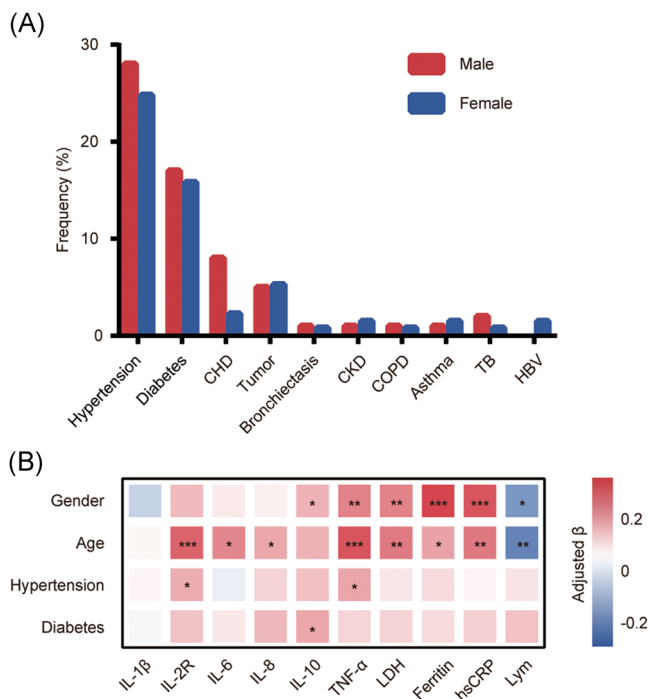 (A)
30
20
10
0
Frequency (%)
Male
Female
Hypertension
Diabetes
CHD
Tumor
Bronchiectasis
CKD
COPD
Asthma
TB
HBV
(B)
Gender
* ** ** *** *** *
Age
*** * * *** ** * ** **
Hypertension
* *
Diabetes
*
IL-1β
IL-2R
IL-6
IL-8
IL-10
TNF-α
LDH
Ferritin
hsCRP
Lym
Adjusted β
0.2
0
-0.2